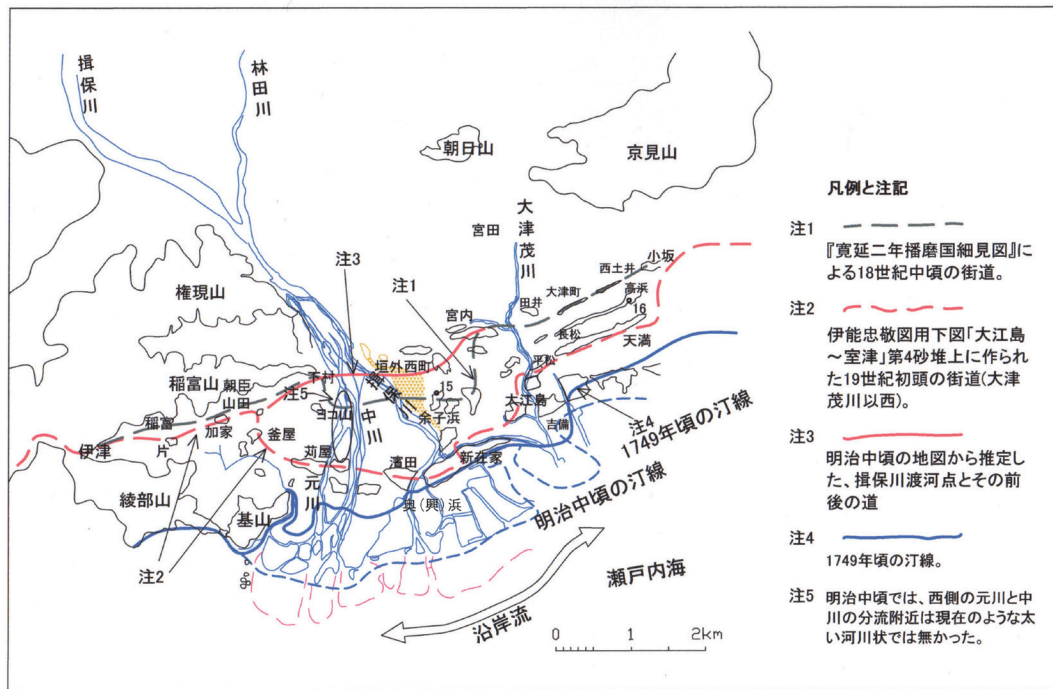 揖保川
林田川
朝日山
京見山
大津茂川
宮田
注3
注1
小坂
西土井
高浜
16
大津町
田井
宮内
長松
天満
平松
権現山
垣外西町
揖保川
15
余子浜
下村
注5
朝臣
稲富山
山田
ヨコ山
中川
大江島
注4
吉備
1749年頃の汀線
稲富
加家
釜屋
伊津
片
苅屋
濱田
新在家
元川
奥(興)浜
明治中頃の汀線
綾部山
基山
注2
瀬戸内海
沿岸流
0 1 2km
凡例と注記
注1
『寛延二年播磨国細見図』に
よる18世紀中頃の街道。
注2
伊能忠敬図用下図「大江島
～室津」第4砂堆上に作られ
た19世紀初頭の街道(大津
茂川以西)。
注3
明治中頃の地図から推定し
た、揖保川渡河点とその前
後の道
注4
1749年頃の汀線。
注5 明治中頃では、西側の元川と中
川の分流附近は現在のような太
い河川状では無かった。